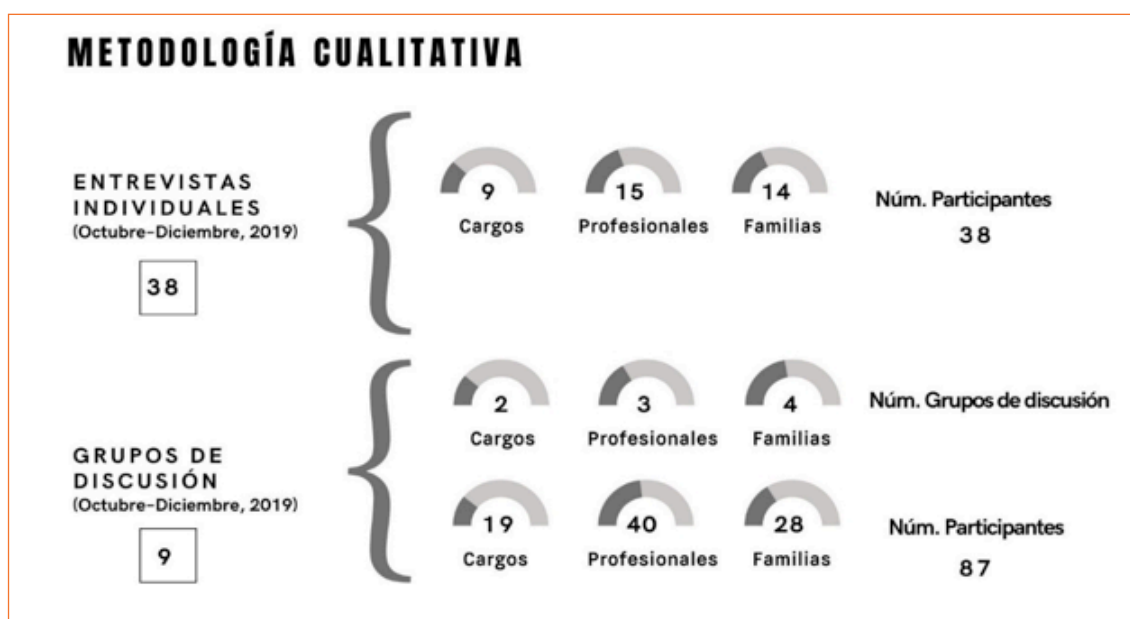 METODOLOGÍA CUALITATIVA
ENTREVISTAS
INDIVIDUALES
(Octubre-Diciembre, 2019)
38
9
Cargos
15
Profesionales
14
Familias
Núm. Participantes
38
GRUPOS DE
DISCUSIÓN
(Octubre-Diciembre, 2019)
9
2
Cargos
3
Profesionales
4
Familias
Núm. Grupos de discusión
19
Cargos
40
Profesionales
28
Familias
Núm. Participantes
87